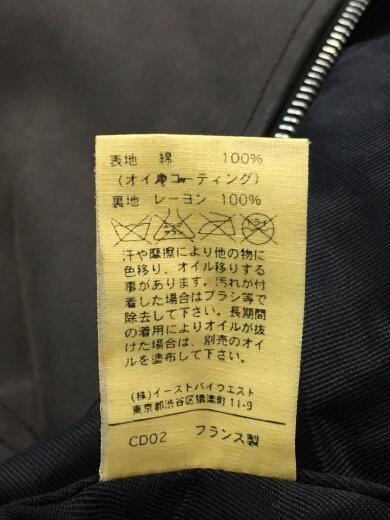 表地 綿 100%
(オイルコーティング)
裏地 レーヨン 100%
ドライ
汗や摩擦により他の物に
色移り、オイル移りする
事があります。汚れが付
着した場合はブラシ等で
除去して下さい。長期間
の着用によりオイルが抜
けた場合は、別売のオイ
ルを塗布して下さい。
(株)イーストバイウエスト
東京都渋谷区猿楽町11-9
CD02 フランス製